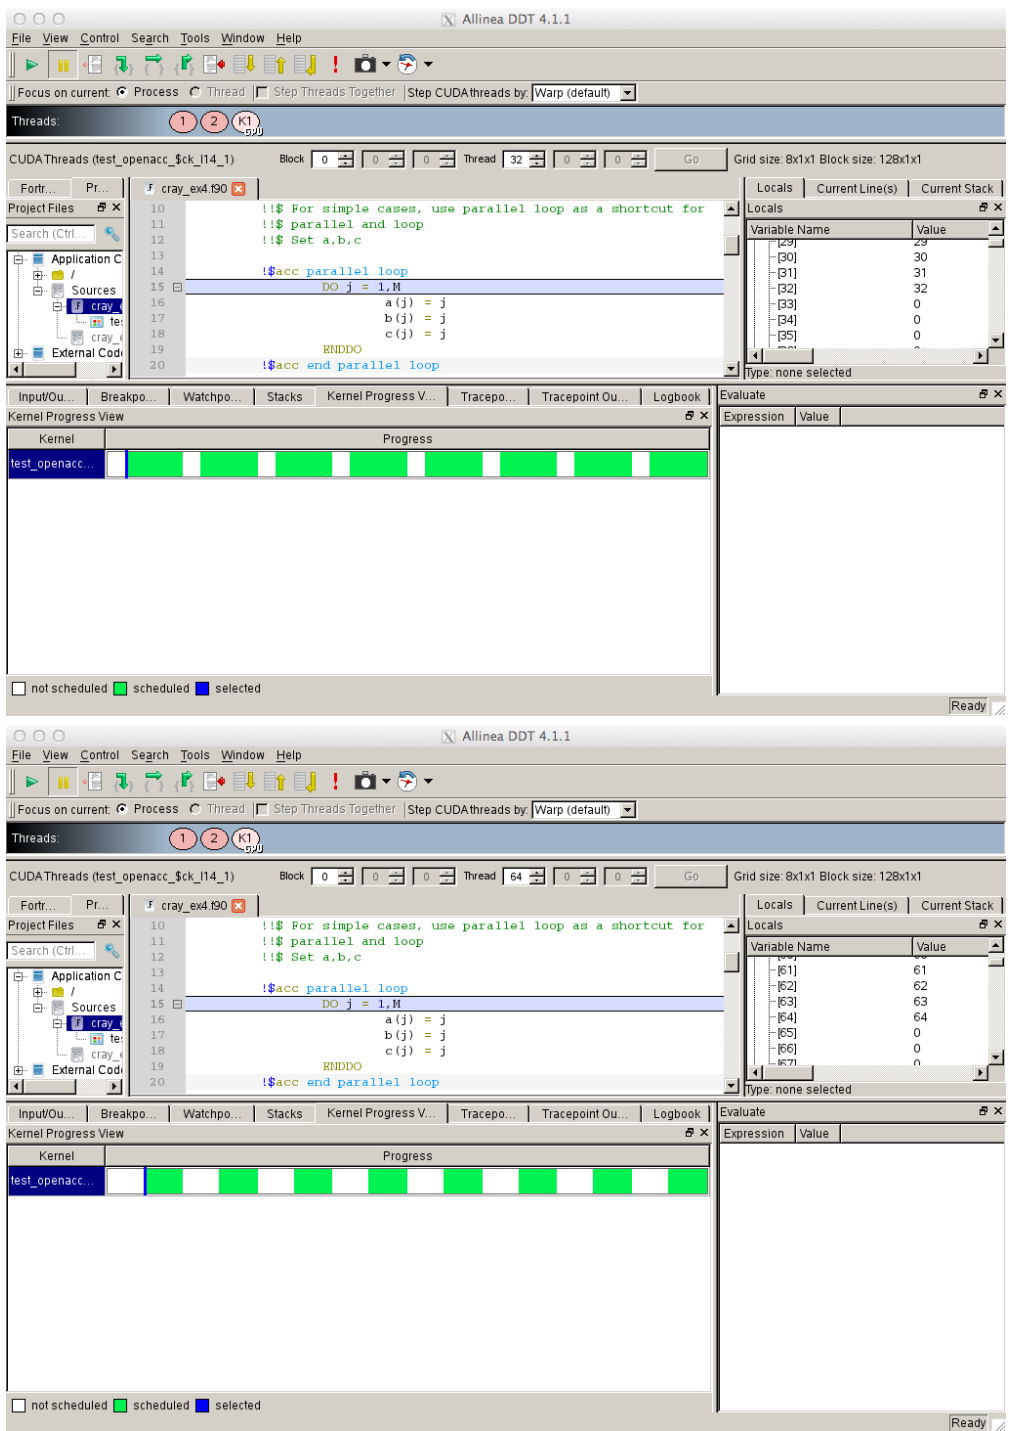 Allinea DDT 4.1.1
File View Control Search Tools Window Help
Focus on current: Process Thread Step Threads Together Step CUDA threads by: Warp (default)
Threads: 1 2 K1 GPU
CUDA Threads (test_openacc_$ck_l14_1) Block 0 0 0 Thread 32 0 0 Go Grid size: 8x1x1 Block size: 128x1x1
Fortr... Pr... F cray_ex4.f90 Locals Current Line(s) Current Stack
Project Files Locals
Search (Ctrl... Variable Name Value
Application C
/
Sources
cray_e
te
cray_
External Code
10 !!$ For simple cases, use parallel loop as a shortcut for
11 !!$ parallel and loop
12 !!$ Set a,b,c
13
14 !$acc parallel loop
15 DO j = 1,M
16 a(j) = j
17 b(j) = j
18 c(j) = j
19 ENDDO
20 !$acc end parallel loop
[29] 29
[30] 30
[31] 31
[32] 32
[33] 0
[34] 0
[35] 0
Type: none selected
Input/Ou... Breakpo... Watchpo... Stacks Kernel Progress V... Tracepo... Tracepoint Ou... Logbook Evaluate
Kernel Progress View Expression Value
Kernel Progress
test_openacc...
not scheduled scheduled selected
Ready
Allinea DDT 4.1.1
File View Control Search Tools Window Help
Focus on current: Process Thread Step Threads Together Step CUDA threads by: Warp (default)
Threads: 1 2 K1 GPU
CUDA Threads (test_openacc_$ck_l14_1) Block 0 0 0 Thread 64 0 0 Go Grid size: 8x1x1 Block size: 128x1x1
Fortr... Pr... F cray_ex4.f90 Locals Current Line(s) Current Stack
Project Files Locals
Search (Ctrl... Variable Name Value
Application C
/
Sources
cray_e
te
cray_
External Code
10 !!$ For simple cases, use parallel loop as a shortcut for
11 !!$ parallel and loop
12 !!$ Set a,b,c
13
14 !$acc parallel loop
15 DO j = 1,M
16 a(j) = j
17 b(j) = j
18 c(j) = j
19 ENDDO
20 !$acc end parallel loop
[61] 61
[62] 62
[63] 63
[64] 64
[65] 0
[66] 0
[67] 0
Type: none selected
Input/Ou... Breakpo... Watchpo... Stacks Kernel Progress V... Tracepo... Tracepoint Ou... Logbook Evaluate
Kernel Progress View Expression Value
Kernel Progress
test_openacc...
not scheduled scheduled selected
Ready